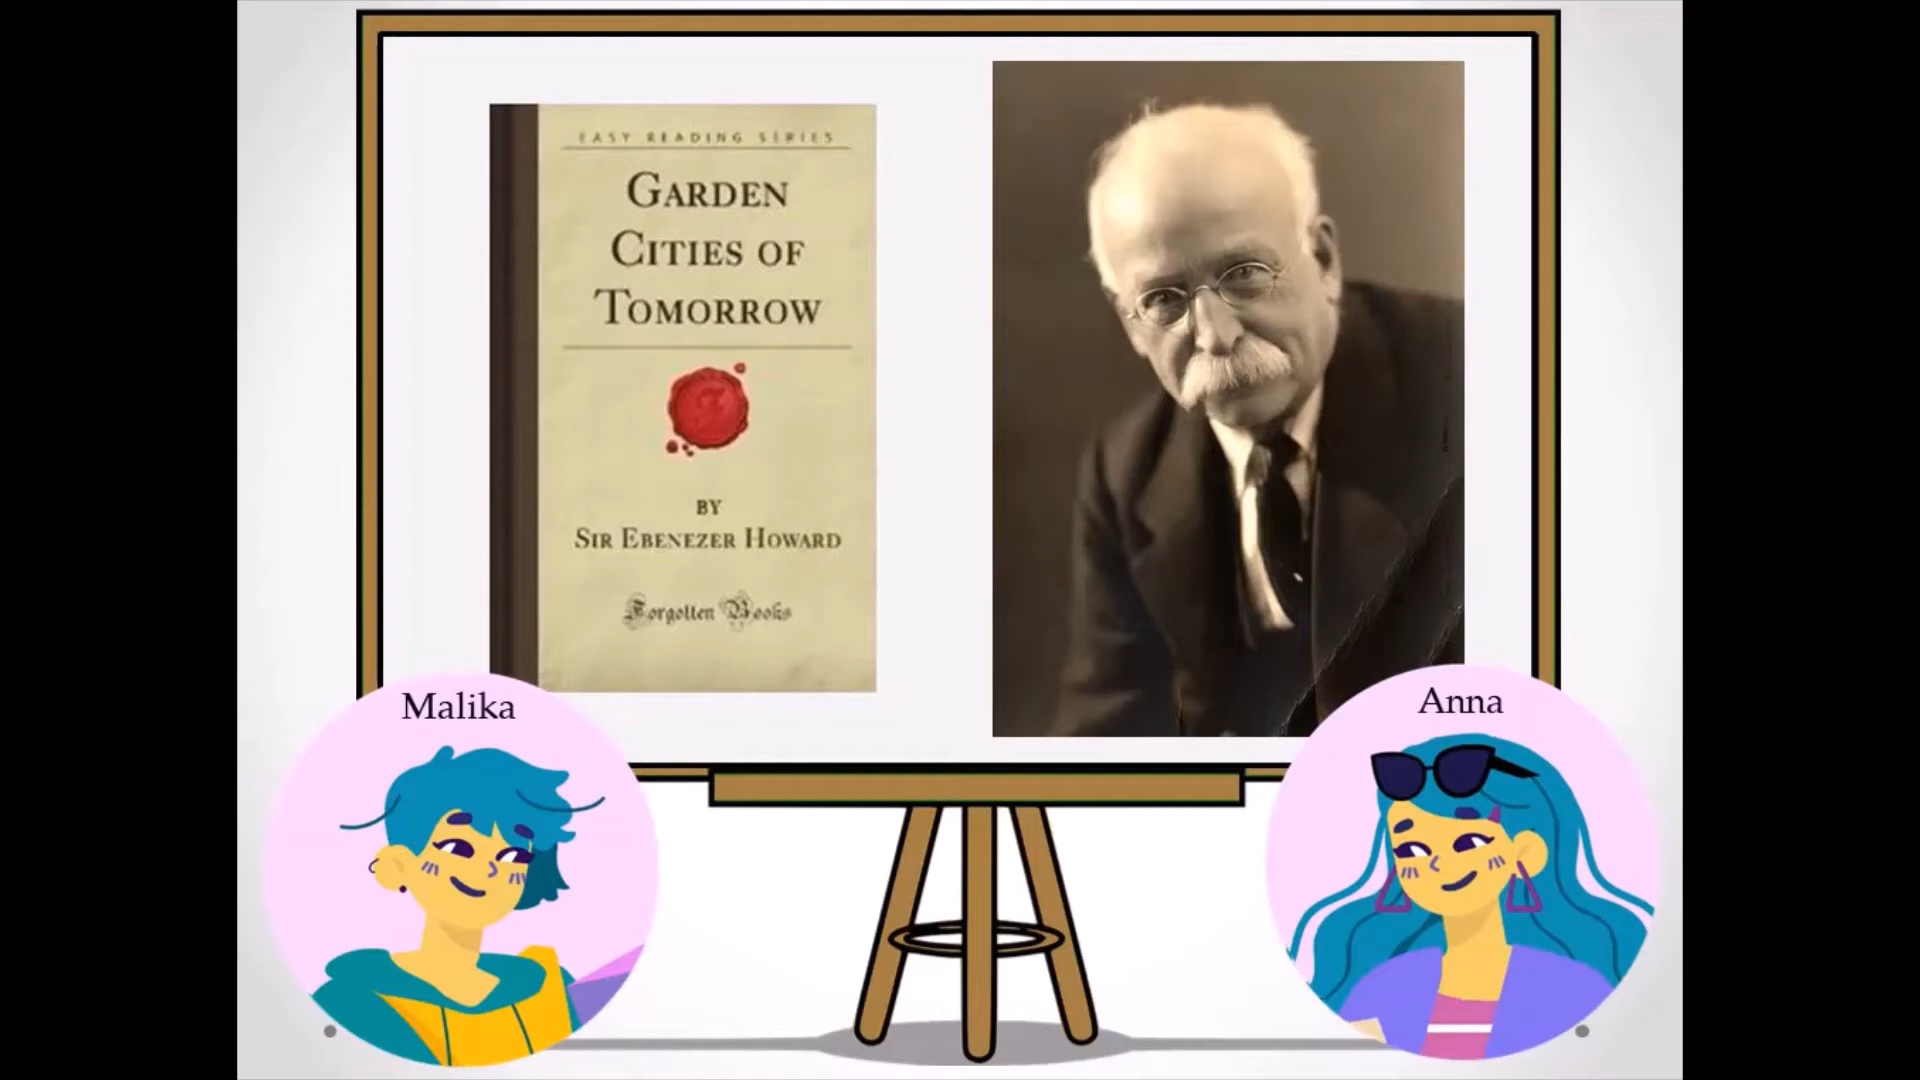 EASY READING SERIES
GARDEN
CITIES OF
TOMORROW
BY
SIR EBENEZER HOWARD
Forgotten Books
Malika
Anna